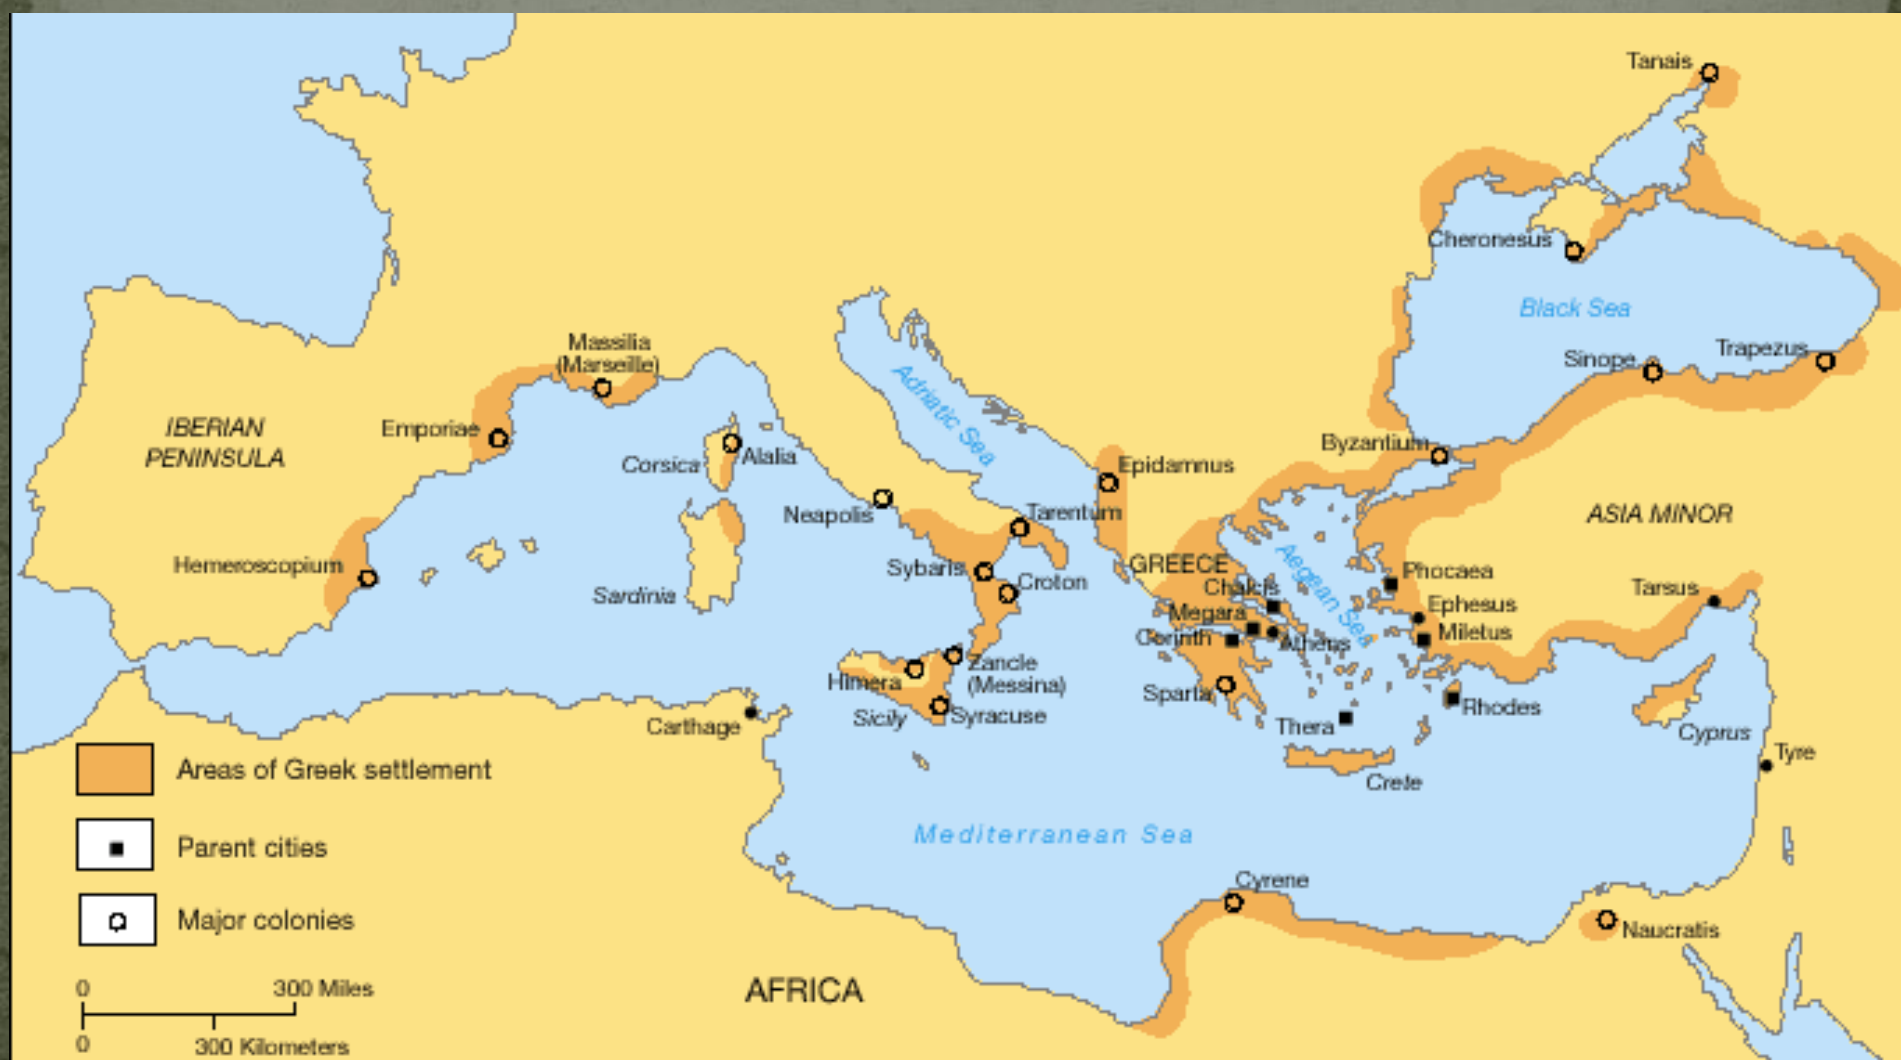 Tanais
Cheronesus
Black Sea
Massilia
(Marseille)
Sinope
Trapezus
Adriatic Sea
IBERIAN
PENINSULA
Emporiae
Corsica
Alalia
Byzantium
Epidamnus
Neapolis
Tarentum
ASIA MINOR
Hemeroscopium
Sybaris
Croton
GREECE
Aegean Sea
Phocaea
Chalcis
Sardinia
Tarsus
Ephesus
Megara
Miletus
Corinth
Athens
Zancle
(Messina)
Himera
Sparta
Rhodes
Sicily
Syracuse
Carthage
Thera
Cyprus
Tyre
Crete
Areas of Greek settlement
Mediterranean Sea
Parent cities
Cyrene
Major colonies
Naucratis
AFRICA
0 300 Miles
0 300 Kilometers